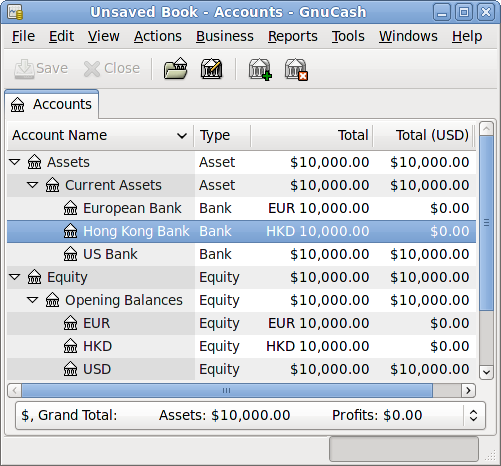 Unsaved Book - Accounts - GnuCash
File Edit View Actions Business Reports Tools Windows Help
Save Close
Accounts
Account Name Type Total Total (USD)
Assets Asset $10,000.00 $10,000.00
Current Assets Asset $10,000.00 $10,000.00
European Bank Bank EUR 10,000.00 $0.00
Hong Kong Bank Bank HKD 10,000.00 $0.00
US Bank Bank $10,000.00 $10,000.00
Equity Equity $10,000.00 $10,000.00
Opening Balances Equity $10,000.00 $10,000.00
EUR Equity EUR 10,000.00 $0.00
HKD Equity HKD 10,000.00 $0.00
USD Equity $10,000.00 $10,000.00
$, Grand Total: Assets: $10,000.00 Profits: $0.00